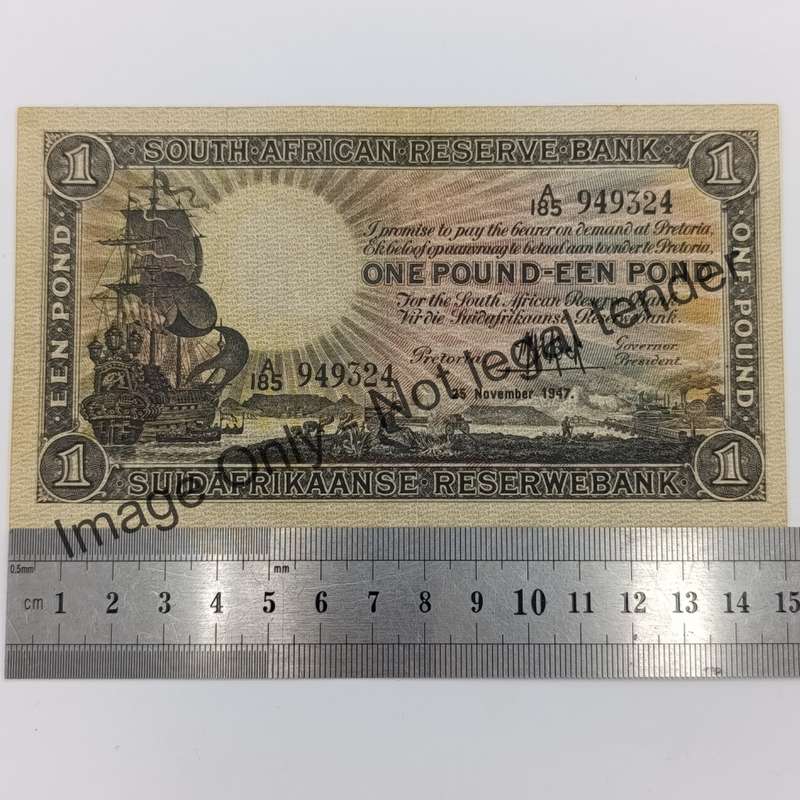 SOUTH·AFRICAN·RESERVE·BANK
1
1
EEN·POND
ONE·POUND
A/185 949324
I promise to pay the bearer on demand at Pretoria,
Ek beloof op aanvraag te betaal aan toonder te Pretoria,
ONE POUND-EEN POND
For the South African Reserve Bank.
Vir die Suidafrikaanse Reserwebank.
Pretoria
Governor
President.
A/185 949324
25 November 1947.
1
1
SUIDAFRIKAANSE·RESERWEBANK
Image Only - Not legal tender
0,5mm
mm
cm 1 2 3 4 5 6 7 8 9 10 11 12 13 14 15